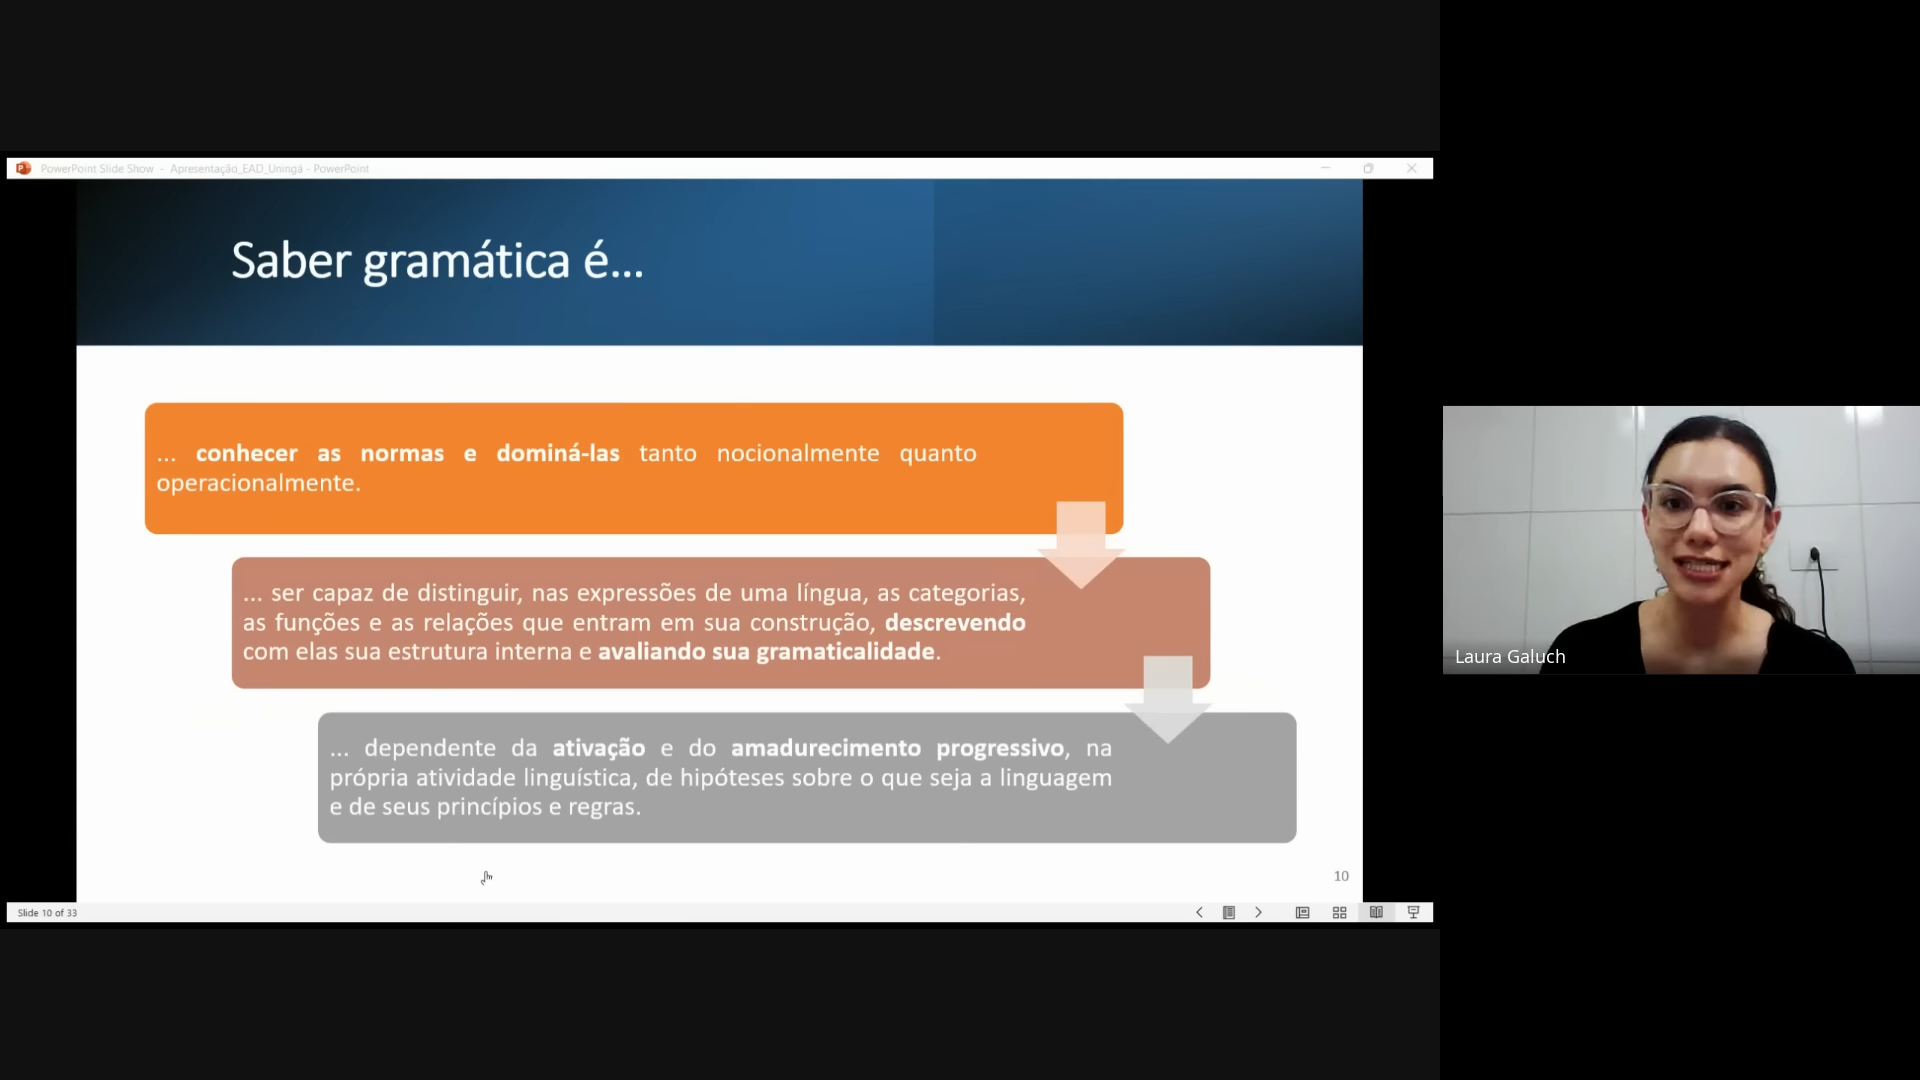 PowerPoint Slide Show - Apresentação_EAD_Uningá - PowerPoint
Saber gramática é...
... conhecer as normas e dominá-las tanto nocionalmente quanto
operacionalmente.
... ser capaz de distinguir, nas expressões de uma língua, as categorias,
as funções e as relações que entram em sua construção, descrevendo
com elas sua estrutura interna e avaliando sua gramaticalidade.
... dependente da ativação e do amadurecimento progressivo, na
própria atividade linguística, de hipóteses sobre o que seja a linguagem
e de seus princípios e regras.
10
Slide 10 of 33
Laura Galuch